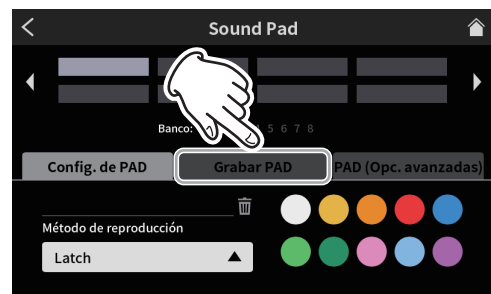 Sound Pad
Banco: 5 6 7 8
Config. de PAD Grabar PAD PAD (Opc. avanzadas)
Método de reproducción
Latch